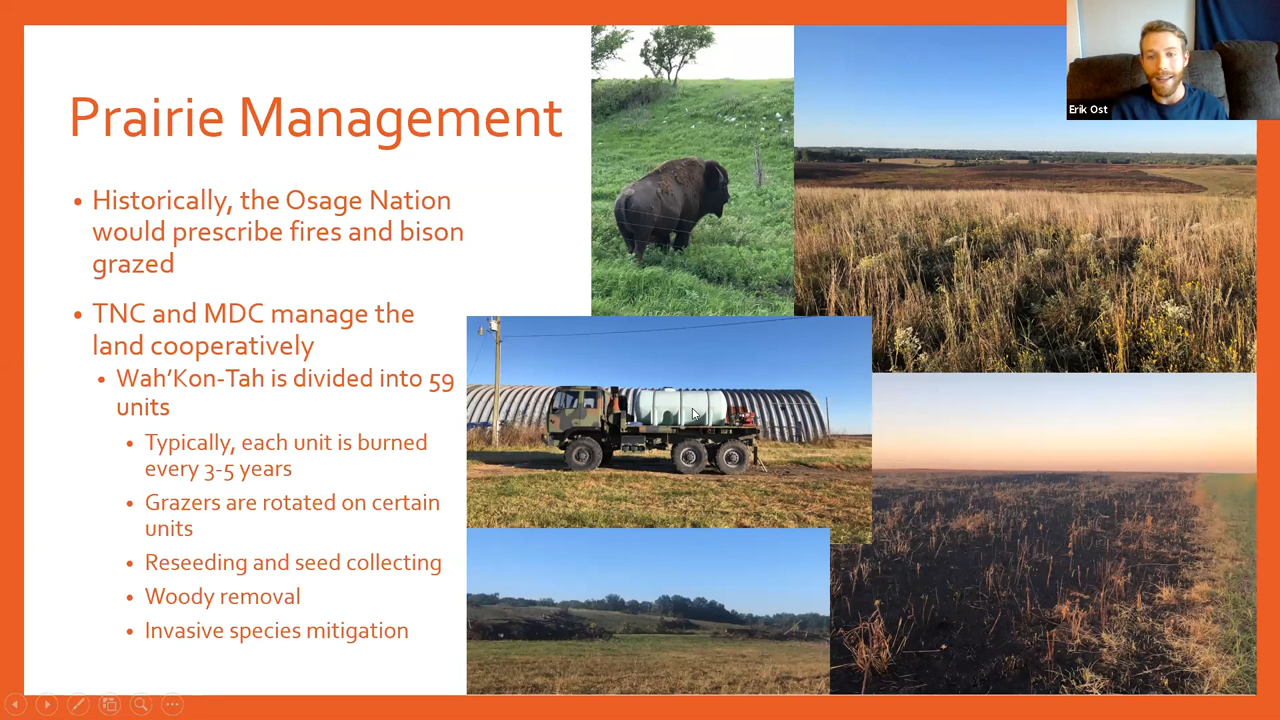 Prairie Management
Erik Ost
• Historically, the Osage Nation
would prescribe fires and bison
grazed
• TNC and MDC manage the
land cooperatively
• Wah’Kon-Tah is divided into 59
units
• Typically, each unit is burned
every 3-5 years
• Grazers are rotated on certain
units
• Reseeding and seed collecting
• Woody removal
• Invasive species mitigation